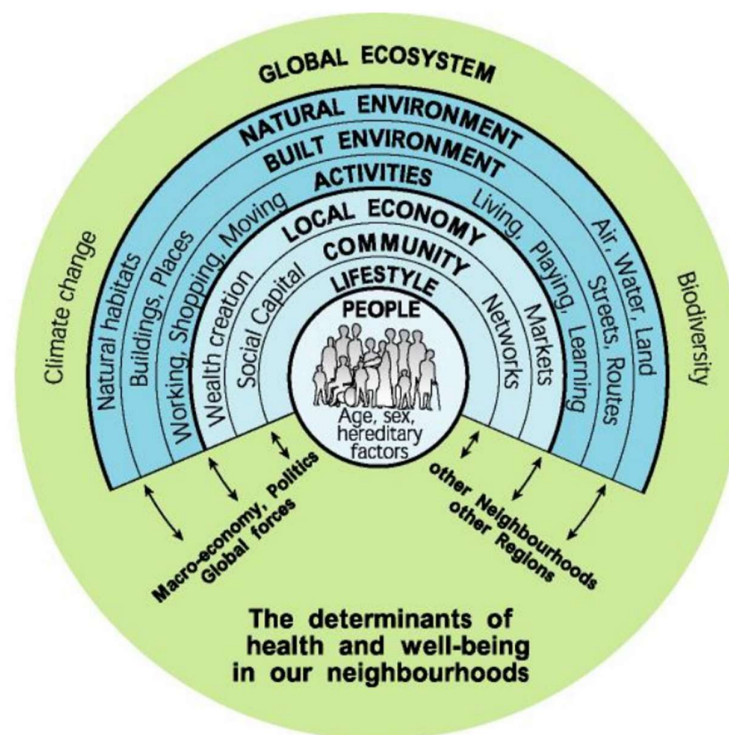 GLOBAL ECOSYSTEM
NATURAL ENVIRONMENT
BUILT ENVIRONMENT
ACTIVITIES
LOCAL ECONOMY
COMMUNITY
LIFESTYLE
PEOPLE
Age, sex,
hereditary
factors
Climate change
Natural habitats
Buildings, Places
Working, Shopping, Moving
Wealth creation
Social Capital
Networks
Markets
Living, Playing, Learning
Streets, Routes
Air, Water, Land
Biodiversity
Macro-economy, Politics
Global forces
other Neighbourhoods
other Regions
The determinants of
health and well-being
in our neighbourhoods